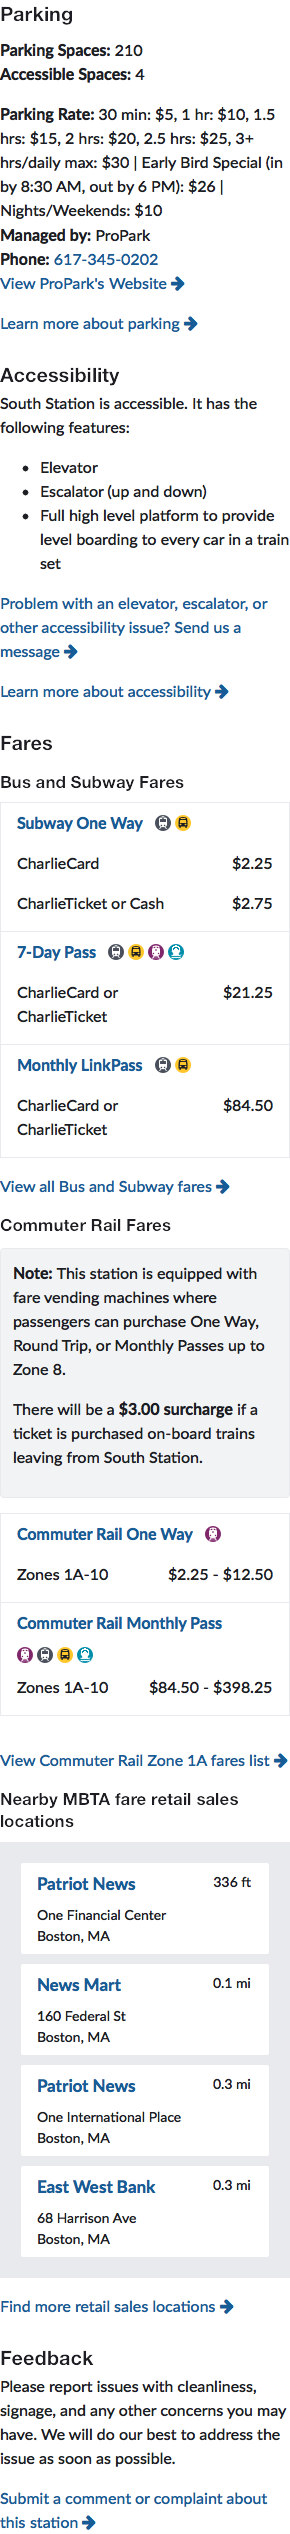 Parking
Parking Spaces: 210
Accessible Spaces: 4
Parking Rate: 30 min: $5, 1 hr: $10, 1.5
hrs: $15, 2 hrs: $20, 2.5 hrs: $25, 3+
hrs/daily max: $30 | Early Bird Special (in
by 8:30 AM, out by 6 PM): $26 |
Nights/Weekends: $10
Managed by: ProPark
Phone: 617-345-0202
View ProPark's Website
Learn more about parking
Accessibility
South Station is accessible. It has the
following features:
• Elevator
• Escalator (up and down)
• Full high level platform to provide
level boarding to every car in a train
set
Problem with an elevator, escalator, or
other accessibility issue? Send us a
message
Learn more about accessibility
Fares
Bus and Subway Fares
Subway One Way
CharlieCard $2.25
CharlieTicket or Cash $2.75
7-Day Pass
CharlieCard or $21.25
CharlieTicket
Monthly LinkPass
CharlieCard or $84.50
CharlieTicket
View all Bus and Subway fares
Commuter Rail Fares
Note: This station is equipped with
fare vending machines where
passengers can purchase One Way,
Round Trip, or Monthly Passes up to
Zone 8.
There will be a $3.00 surcharge if a
ticket is purchased on-board trains
leaving from South Station.
Commuter Rail One Way
Zones 1A-10 $2.25 - $12.50
Commuter Rail Monthly Pass
Zones 1A-10 $84.50 - $398.25
View Commuter Rail Zone 1A fares list
Nearby MBTA fare retail sales
locations
Patriot News 336 ft
One Financial Center
Boston, MA
News Mart 0.1 mi
160 Federal St
Boston, MA
Patriot News 0.3 mi
One International Place
Boston, MA
East West Bank 0.3 mi
68 Harrison Ave
Boston, MA
Find more retail sales locations
Feedback
Please report issues with cleanliness,
signage, and any other concerns you may
have. We will do our best to address the
issue as soon as possible.
Submit a comment or complaint about
this station